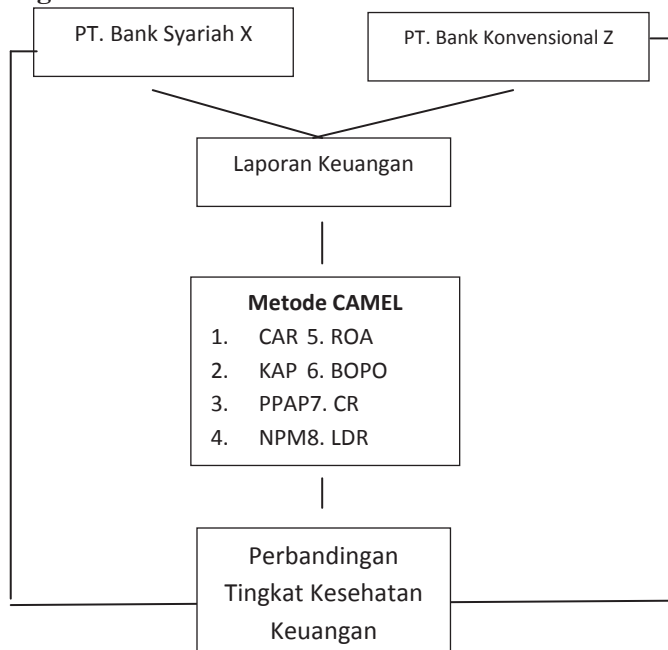 PT. Bank Syariah X
PT. Bank Konvensional Z
Laporan Keuangan
Metode CAMEL
1. CAR 5. ROA
2. KAP 6. BOPO
3. PPAP7. CR
4. NPM8. LDR
Perbandingan
Tingkat Kesehatan
Keuangan